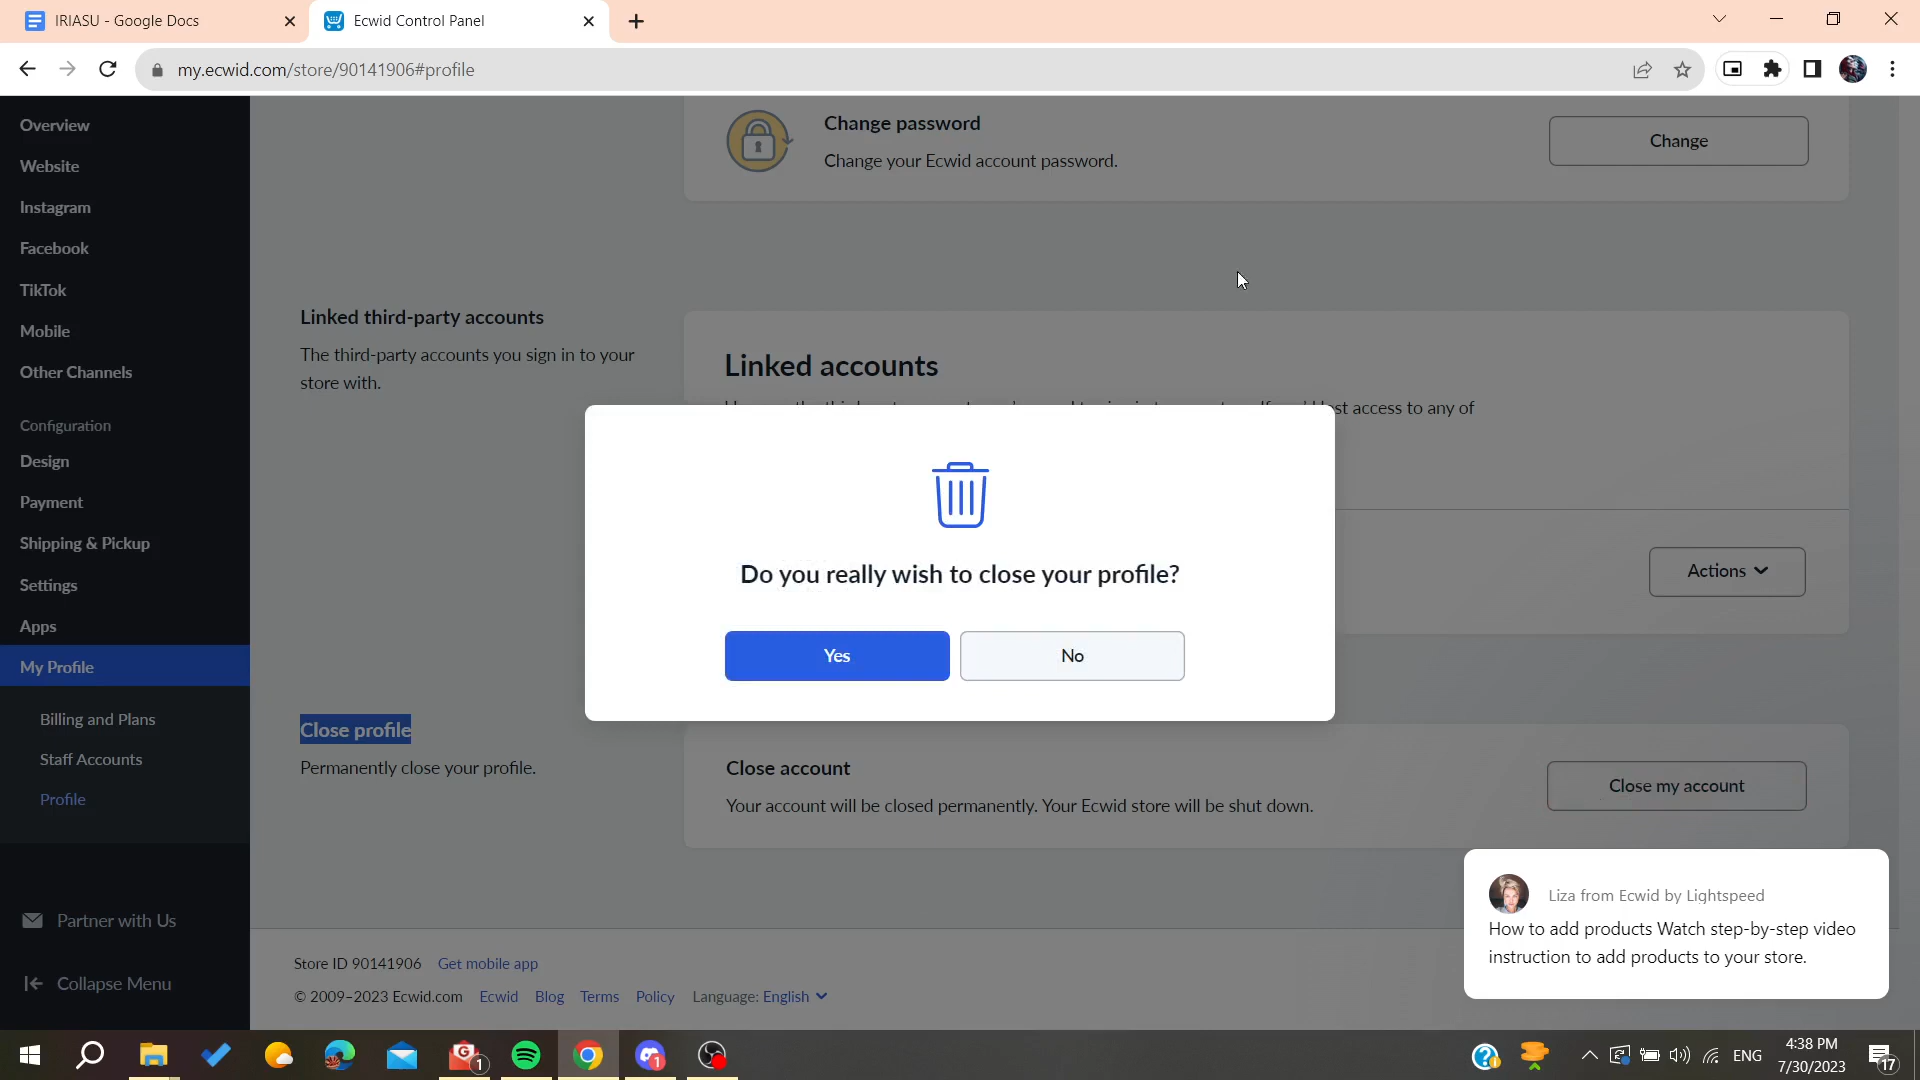 IRIASU - Google Docs
Ecwid Control Panel
my.ecwid.com/store/90141906#profile
Overview
Website
Instagram
Facebook
TikTok
Mobile
Other Channels
Configuration
Design
Payment
Shipping & Pickup
Settings
Apps
My Profile
Billing and Plans
Staff Accounts
Profile
Partner with Us
Collapse Menu
Change password
Change your Ecwid account password.
Change
Linked third-party accounts
The third-party accounts you sign in to your
store with.
Linked accounts
access to any of
Actions
Do you really wish to close your profile?
Yes
No
Close profile
Permanently close your profile.
Close account
Your account will be closed permanently. Your Ecwid store will be shut down.
Close my account
Liza from Ecwid by Lightspeed
How to add products Watch step-by-step video
instruction to add products to your store.
Store ID 90141906 Get mobile app
© 2009–2023 Ecwid.com Ecwid Blog Terms Policy Language: English
1
1
ENG
4:38 PM
7/30/2023
17